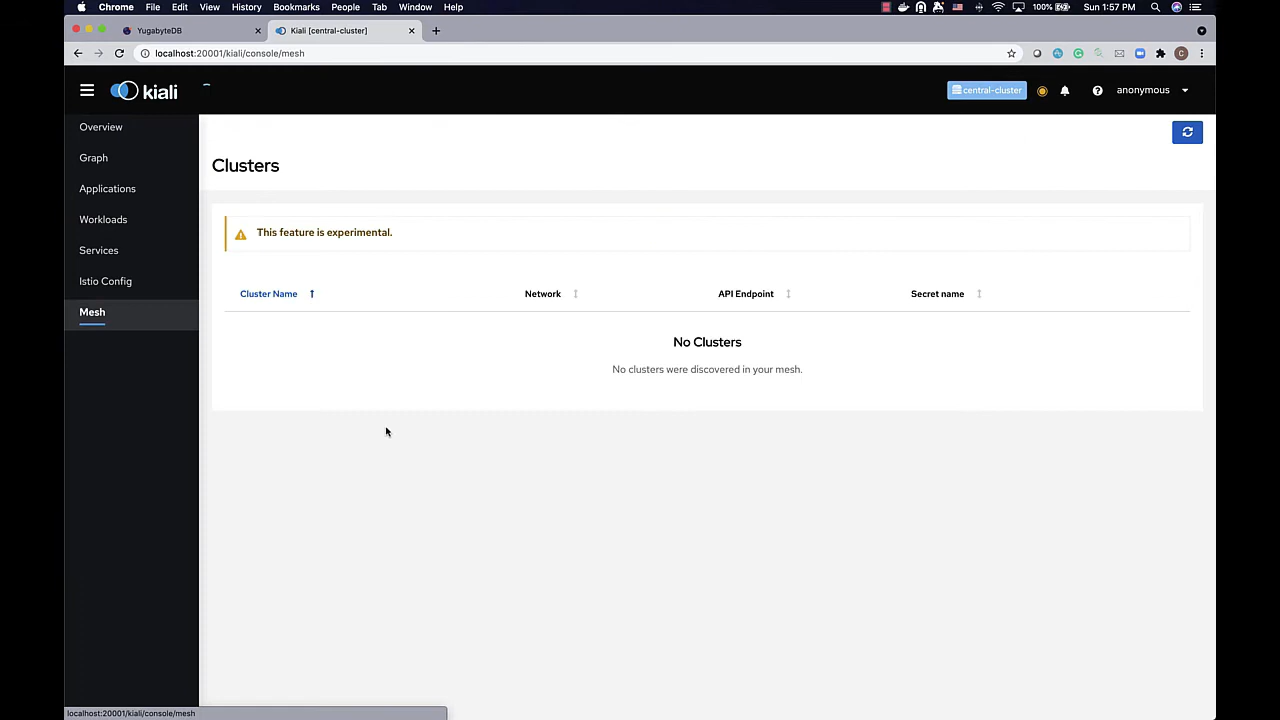 Chrome File Edit View History Bookmarks People Tab Window Help 100% Sun 1:57 PM
YugabyteDB Kiali [central-cluster]
localhost:20001/kiali/console/mesh
kiali central-cluster anonymous
Overview
Graph
Clusters
Applications
Workloads
This feature is experimental.
Services
Istio Config
Cluster Name Network API Endpoint Secret name
Mesh
No Clusters
No clusters were discovered in your mesh.
localhost:20001/kiali/console/mesh